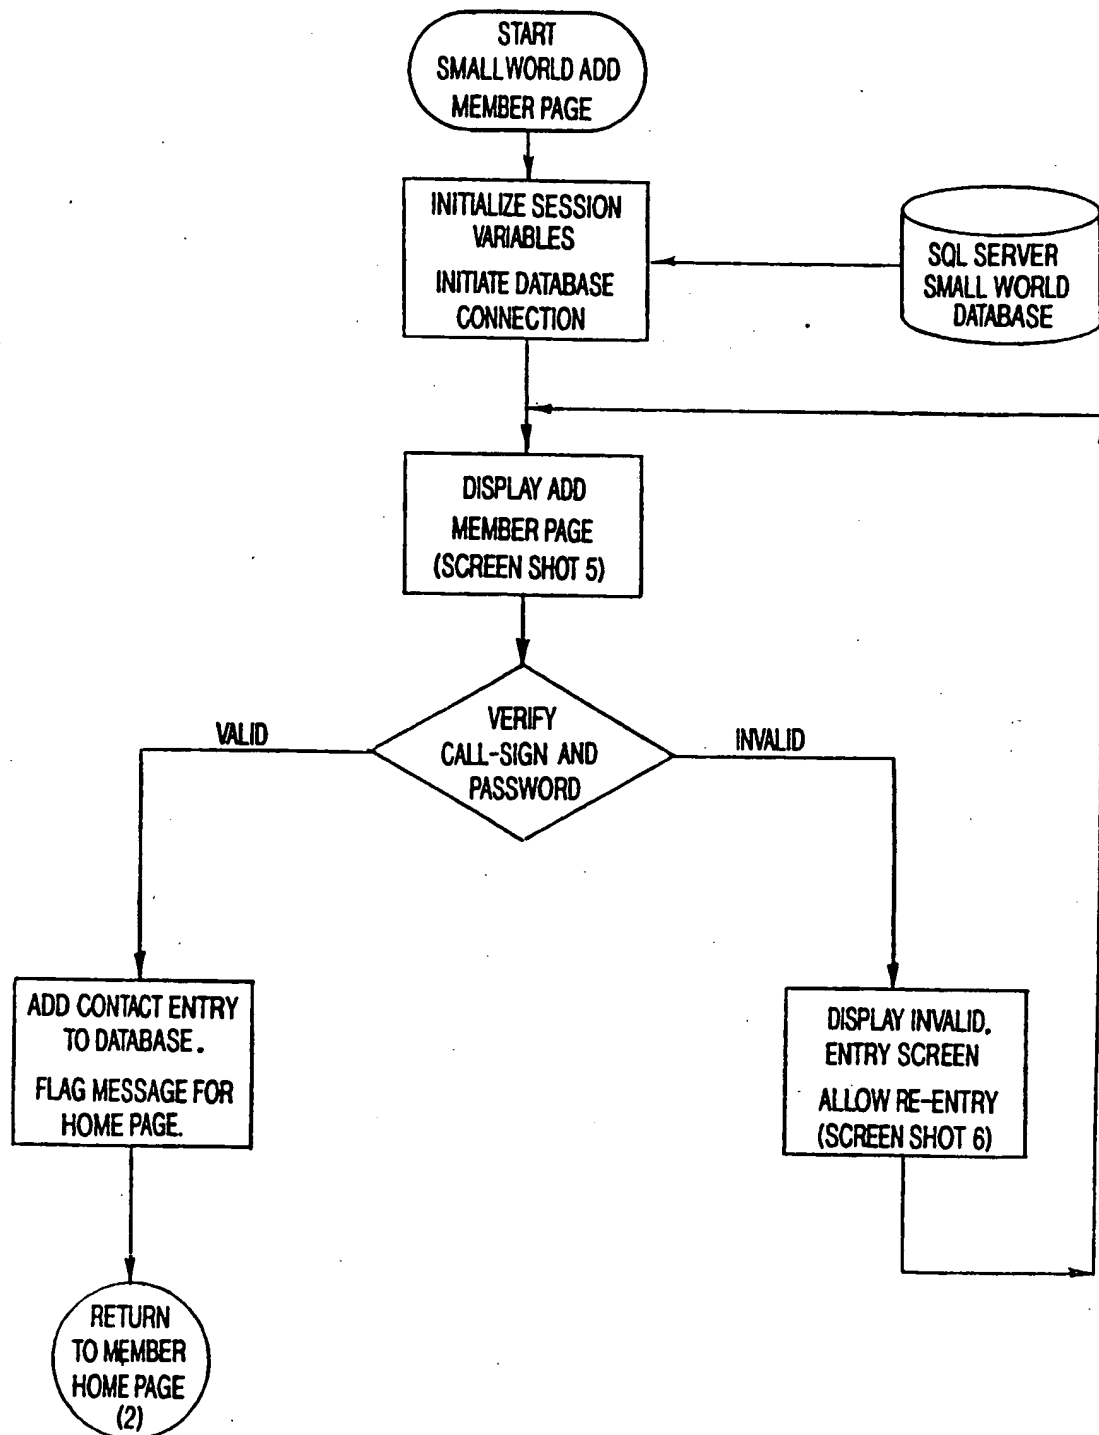 START
SMALL WORLD ADD
MEMBER PAGE
INITIALIZE SESSION
VARIABLES
INITIATE DATABASE
CONNECTION
SQL SERVER
SMALL WORLD
DATABASE
DISPLAY ADD
MEMBER PAGE
(SCREEN SHOT 5)
VERIFY
CALL-SIGN AND
PASSWORD
VALID
INVALID
ADD CONTACT ENTRY
TO DATABASE.
FLAG MESSAGE FOR
HOME PAGE.
DISPLAY INVALID.
ENTRY SCREEN
ALLOW RE-ENTRY
(SCREEN SHOT 6)
RETURN
TO MEMBER
HOME PAGE
(2)